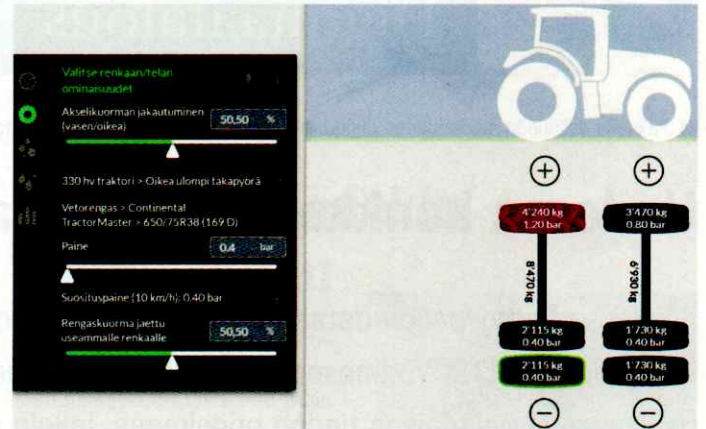 Valitse renkaan/telan
ominaisuudet
Akselikuorman jakautuminen
(vasen/oikea)
50,50 %
330 hv traktori > Oikea ulompi takapyörä
Vetorengas > Continental
TractorMaster > 650/75R38 (169 D)
Paine
0,4 bar
Suosituspaine (10 km/h): 0.40 bar
Rengaskuorma jaettu
useammalle renkaalle
50,50 %
4'240 kg
1.20 bar
3'470 kg
0.80 bar
8'470 kg
6'930 kg
2'115 kg
0.40 bar
1'730 kg
0.40 bar
2'115 kg
0.40 bar
1'730 kg
0.40 bar